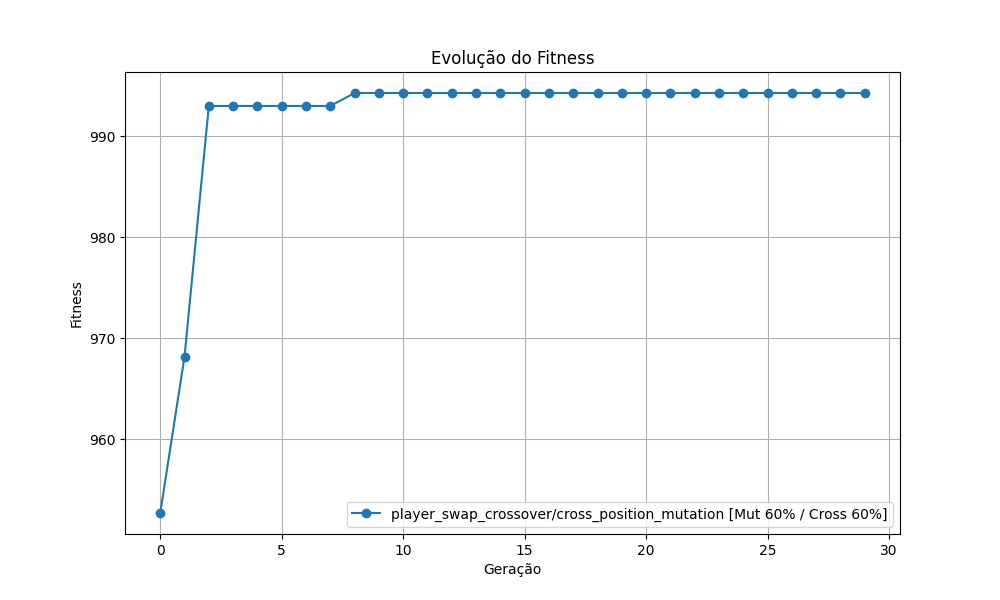 Evolução do Fitness
Fitness
990
980
970
960
player_swap_crossover/cross_position_mutation [Mut 60% / Cross 60%]
0 5 10 15 20 25 30
Geração